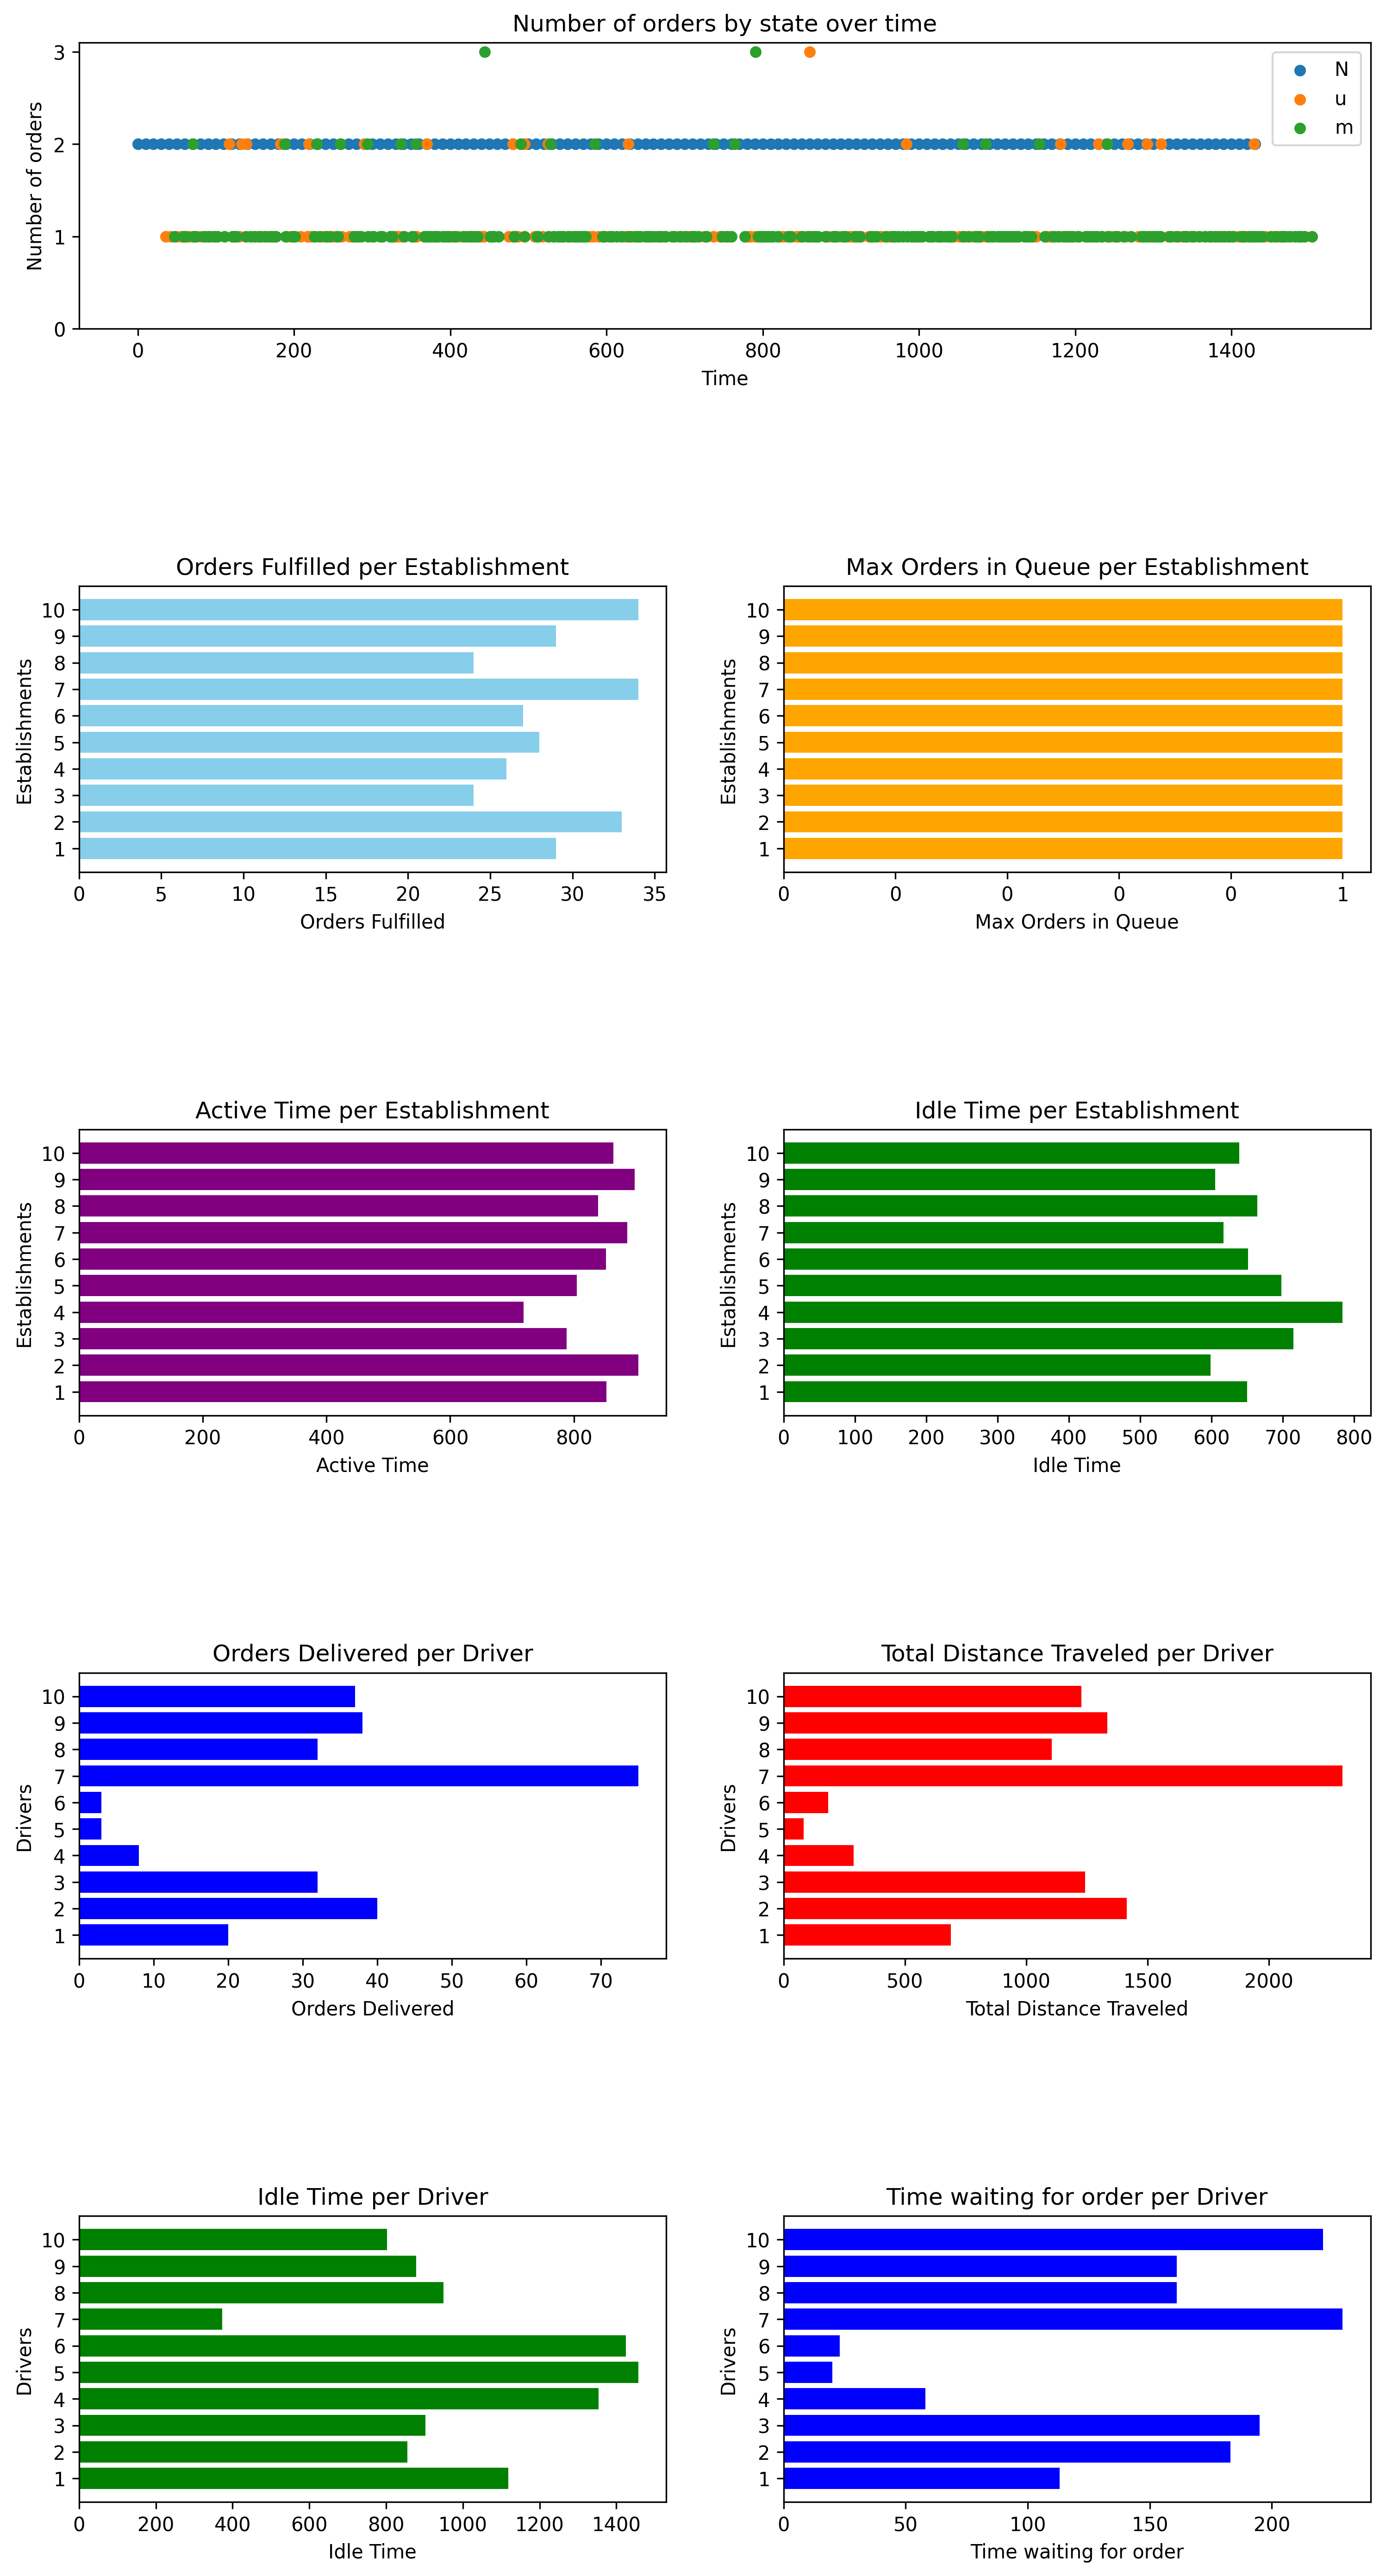 Number of orders by state over time
Number of orders
3
2
1
0
N
u
m
0 200 400 600 800 1000 1200 1400
Time
Orders Fulfilled per Establishment
Establishments
10
9
8
7
6
5
4
3
2
1
0 5 10 15 20 25 30 35
Orders Fulfilled
Max Orders in Queue per Establishment
Establishments
10
9
8
7
6
5
4
3
2
1
0 0 0 0 0 1
Max Orders in Queue
Active Time per Establishment
Establishments
10
9
8
7
6
5
4
3
2
1
0 200 400 600 800
Active Time
Idle Time per Establishment
Establishments
10
9
8
7
6
5
4
3
2
1
0 100 200 300 400 500 600 700 800
Idle Time
Orders Delivered per Driver
Drivers
10
9
8
7
6
5
4
3
2
1
0 10 20 30 40 50 60 70
Orders Delivered
Total Distance Traveled per Driver
Drivers
10
9
8
7
6
5
4
3
2
1
0 500 1000 1500 2000
Total Distance Traveled
Idle Time per Driver
Drivers
10
9
8
7
6
5
4
3
2
1
0 200 400 600 800 1000 1200 1400
Idle Time
Time waiting for order per Driver
Drivers
10
9
8
7
6
5
4
3
2
1
0 50 100 150 200
Time waiting for order